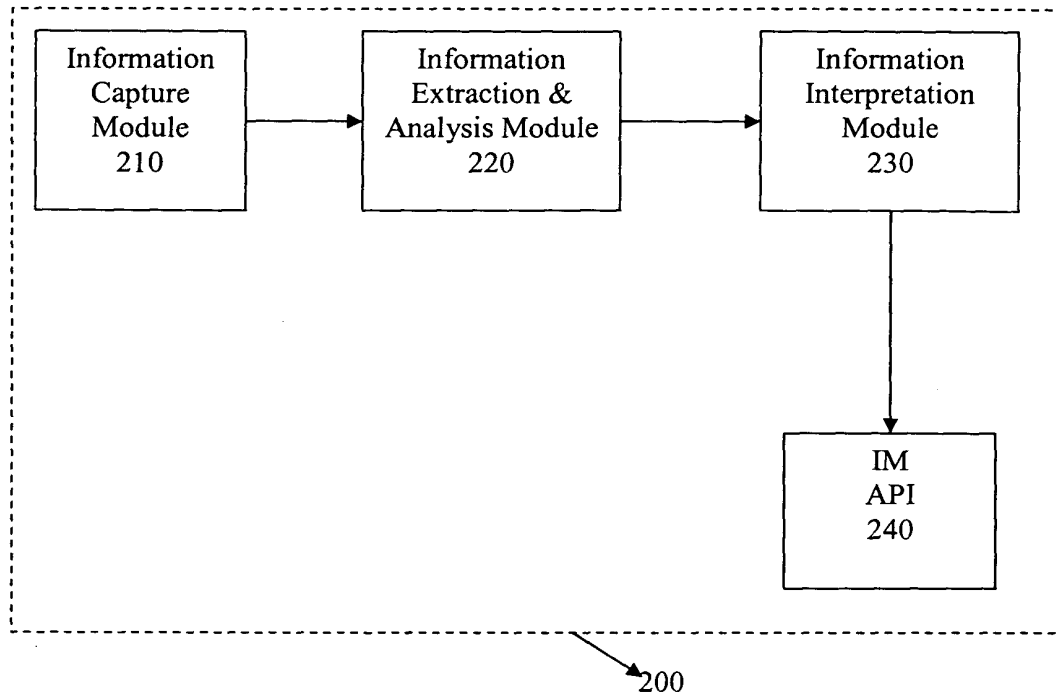 Information
Capture
Module
210
Information
Extraction &
Analysis Module
220
Information
Interpretation
Module
230
IM
API
240
200